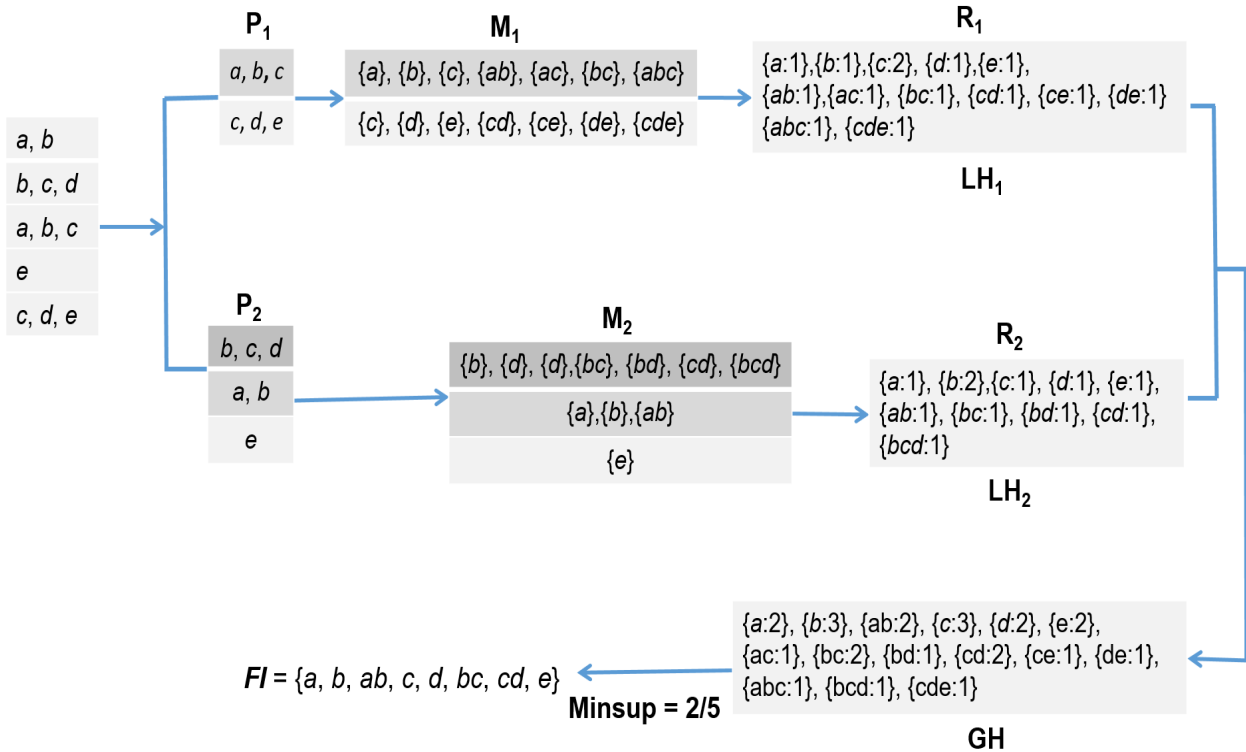 a, b
b, c, d
a, b, c
e
c, d, e
P₁
a, b, c
c, d, e
M₁
{a}, {b}, {c}, {ab}, {ac}, {bc}, {abc}
{c}, {d}, {e}, {cd}, {ce}, {de}, {cde}
R₁
{a:1},{b:1},{c:2}, {d:1},{e:1},
{ab:1},{ac:1}, {bc:1}, {cd:1}, {ce:1}, {de:1}
{abc:1}, {cde:1}
LH₁
P₂
b, c, d
a, b
e
M₂
{b}, {d}, {d},{bc}, {bd}, {cd}, {bcd}
{a},{b},{ab}
{e}
R₂
{a:1}, {b:2},{c:1}, {d:1}, {e:1},
{ab:1}, {bc:1}, {bd:1}, {cd:1},
{bcd:1}
LH₂
{a:2}, {b:3}, {ab:2}, {c:3}, {d:2}, {e:2},
{ac:1}, {bc:2}, {bd:1}, {cd:2}, {ce:1}, {de:1},
{abc:1}, {bcd:1}, {cde:1}
GH
Minsup = 2/5
FI = {a, b, ab, c, d, bc, cd, e}